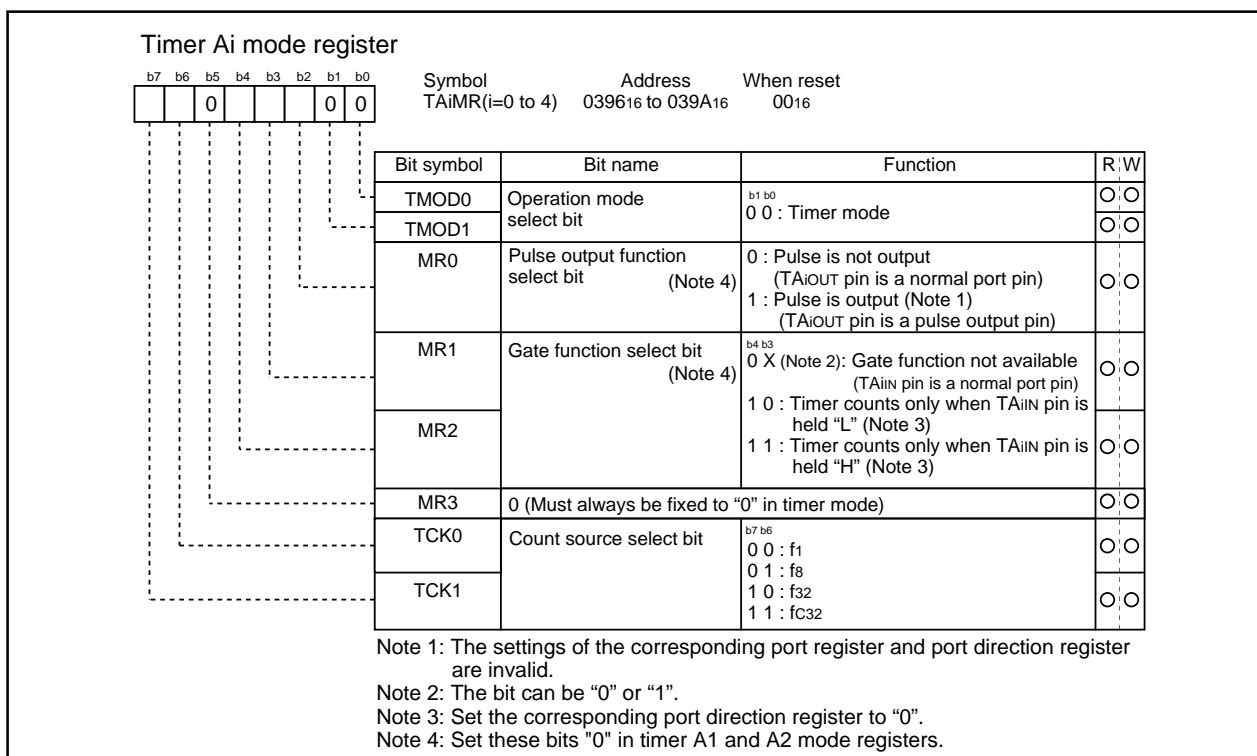 Timer Ai mode register
b7 b6 b5 b4 b3 b2 b1 b0
0 0 0
Symbol Address When reset
TAiMR(i=0 to 4) 039616 to 039A16 0016
Bit symbol Bit name Function R W
TMOD0
TMOD1
Operation mode
select bit
b1 b0
0 0 : Timer mode
MR0
Pulse output function
select bit (Note 4)
0 : Pulse is not output
(TAiOUT pin is a normal port pin)
1 : Pulse is output (Note 1)
(TAiOUT pin is a pulse output pin)
MR1
MR2
Gate function select bit
(Note 4)
b4 b3
0 X (Note 2): Gate function not available
(TAiIN pin is a normal port pin)
1 0 : Timer counts only when TAiIN pin is
held “L” (Note 3)
1 1 : Timer counts only when TAiIN pin is
held “H” (Note 3)
MR3 0 (Must always be fixed to “0” in timer mode)
TCK0
TCK1
Count source select bit
b7 b6
0 0 : f1
0 1 : f8
1 0 : f32
1 1 : fC32
Note 1: The settings of the corresponding port register and port direction register
are invalid.
Note 2: The bit can be “0” or “1”.
Note 3: Set the corresponding port direction register to “0”.
Note 4: Set these bits "0" in timer A1 and A2 mode registers.